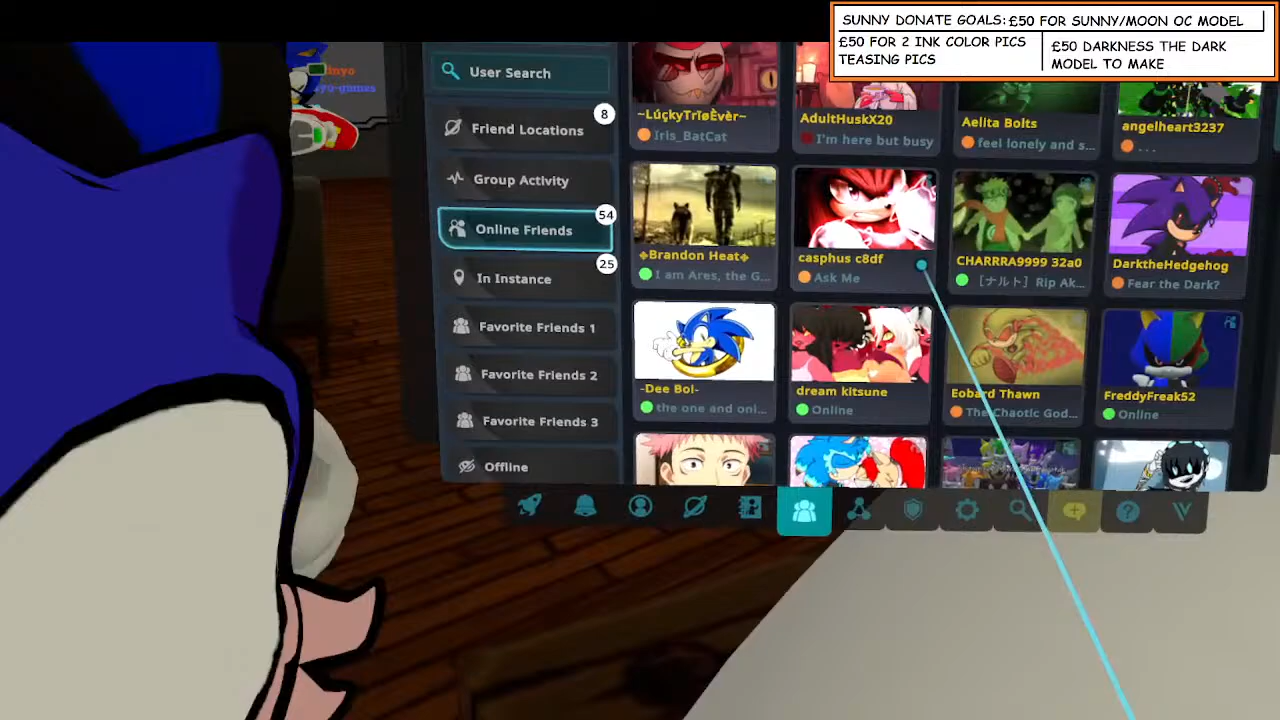 SUNNY DONATE GOALS: £50 FOR SUNNY/MOON OC MODEL
£50 FOR 2 INK COLOR PICS
TEASING PICS
£50 DARKNESS THE DARK
MODEL TO MAKE
User Search
Friend Locations
8
Group Activity
Online Friends
54
In Instance
25
Favorite Friends 1
Favorite Friends 2
Favorite Friends 3
Offline
Iris_BatCat
AdultHuskX20
I'm here but busy
Aelita Bolts
feel lonely and s...
angelheart3237
. . .
Brandon Heat
I am Ares, the G...
casphus c8df
Ask Me
CHARRRA9999 32a0
[ナルト] Rip Ak...
DarktheHedgehog
Fear the Dark?
-Dee Boi-
the one and onl...
dream kitsune
Online
Eobard Thawn
The Chaotic God...
FreddyFreak52
Online